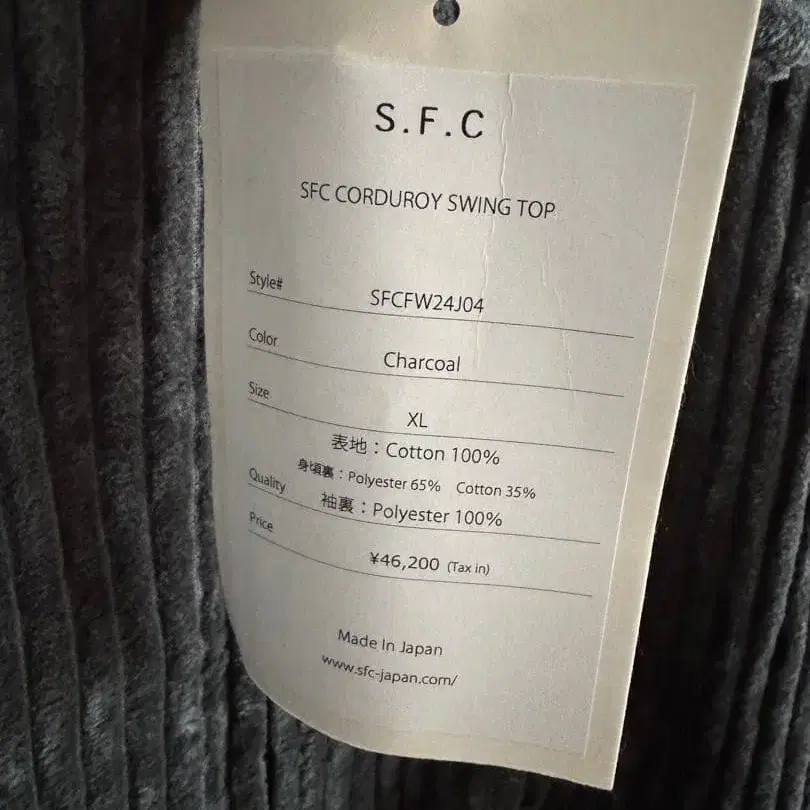 S.F.C
SFC CORDUROY SWING TOP
Style# SFCFW24J04
Color Charcoal
Size XL
表地：Cotton 100%
身頃裏：Polyester 65% Cotton 35%
Quality 袖裏：Polyester 100%
Price ¥46,200 (Tax in)
Made In Japan
www.sfc-japan.com/